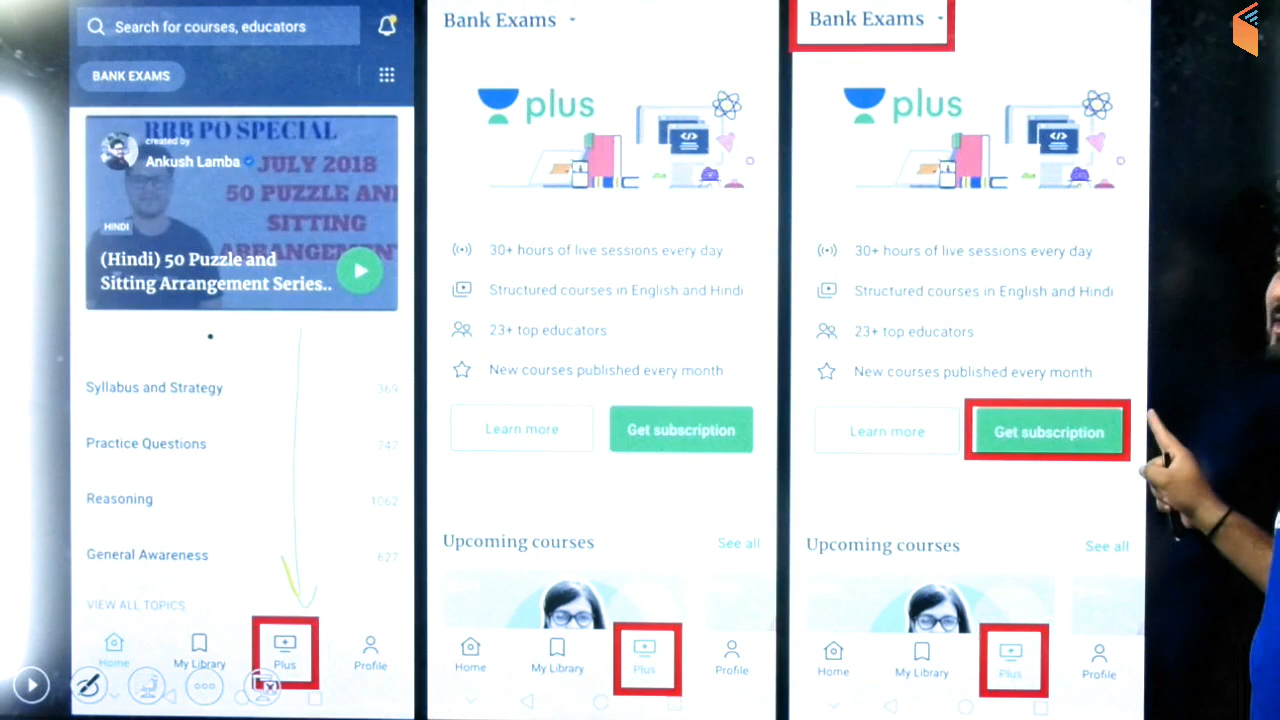 Search for courses, educators
BANK EXAMS
RRB PO SPECIAL
created by
Ankush Lamba
JULY 2018
50 PUZZLE AND
SITTING
ARRANGEMENT
HINDI
(Hindi) 50 Puzzle and
Sitting Arrangement Series..
Syllabus and Strategy 369
Practice Questions 747
Reasoning 1062
General Awareness 627
VIEW ALL TOPICS
Home My Library Plus Profile
Bank Exams
plus
30+ hours of live sessions every day
Structured courses in English and Hindi
23+ top educators
New courses published every month
Learn more Get subscription
Upcoming courses See all
Home My Library Plus Profile
Bank Exams
plus
30+ hours of live sessions every day
Structured courses in English and Hindi
23+ top educators
New courses published every month
Learn more Get subscription
Upcoming courses See all
Home My Library Plus Profile